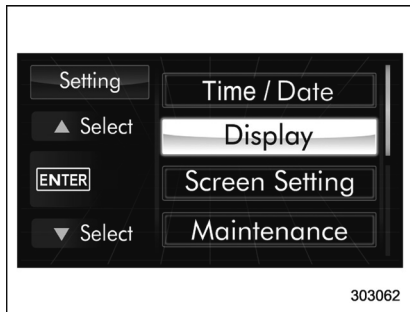 Setting
▲ Select
ENTER
▼ Select
Time / Date
Display
Screen Setting
Maintenance
303062